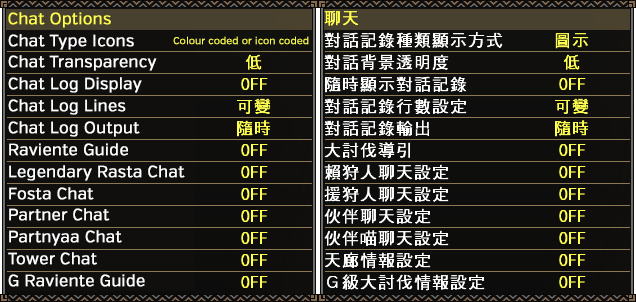 Chat Options
Chat Type Icons Colour coded or icon coded
Chat Transparency 低
Chat Log Display OFF
Chat Log Lines 可變
Chat Log Output 隨時
Raviente Guide OFF
Legendary Rasta Chat OFF
Fosta Chat OFF
Partner Chat OFF
Partnyaa Chat OFF
Tower Chat OFF
G Raviente Guide OFF
聊天
對話記錄種類顯示方式 圖示
對話背景透明度 低
隨時顯示對話記錄 OFF
對話記錄行數設定 可變
對話記錄輸出 隨時
大討伐導引 OFF
賴狩人聊天設定 OFF
援狩人聊天設定 OFF
伙伴聊天設定 OFF
伙伴喵聊天設定 OFF
天廊情報設定 OFF
G級大討伐情報設定 OFF